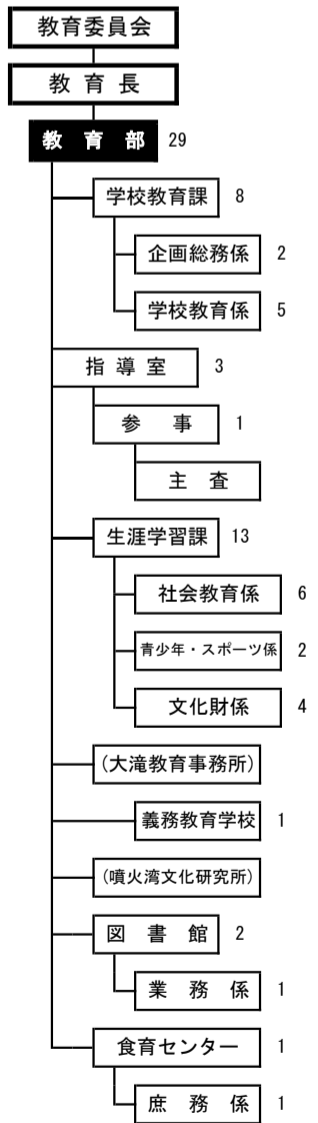 教育委員会
教育長
教育部 29
学校教育課 8
企画総務係 2
学校教育係 5
指導室 3
参事 1
主査
生涯学習課 13
社会教育係 6
青少年・スポーツ係 2
文化財係 4
(大滝教育事務所)
義務教育学校 1
(噴火湾文化研究所)
図書館 2
業務係 1
食育センター 1
庶務係 1